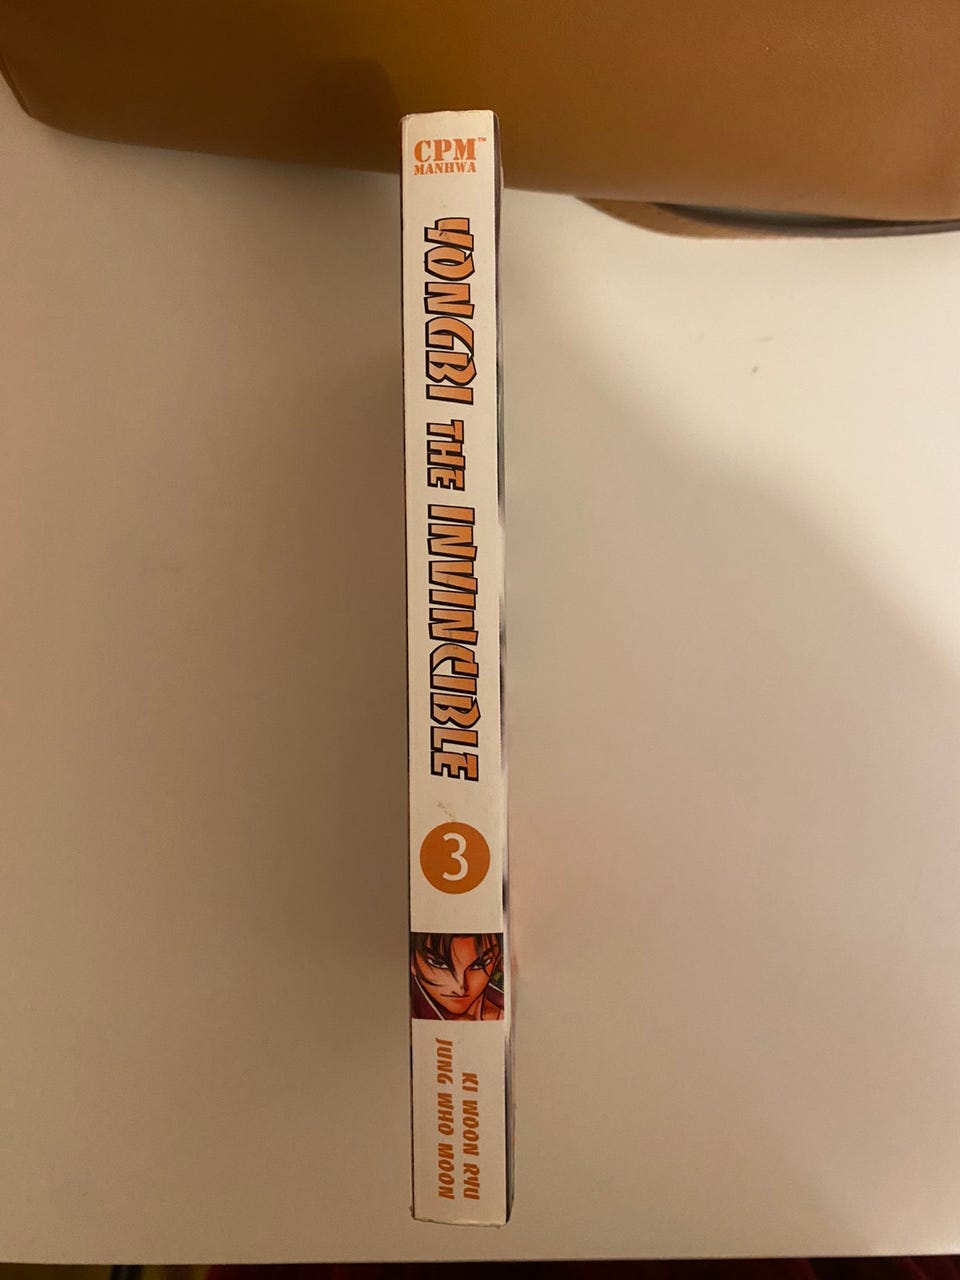 CPM™
MANHWA
YONGBI THE INVINCIBLE
3
KI WOON RYU
JUNG WHO MOON